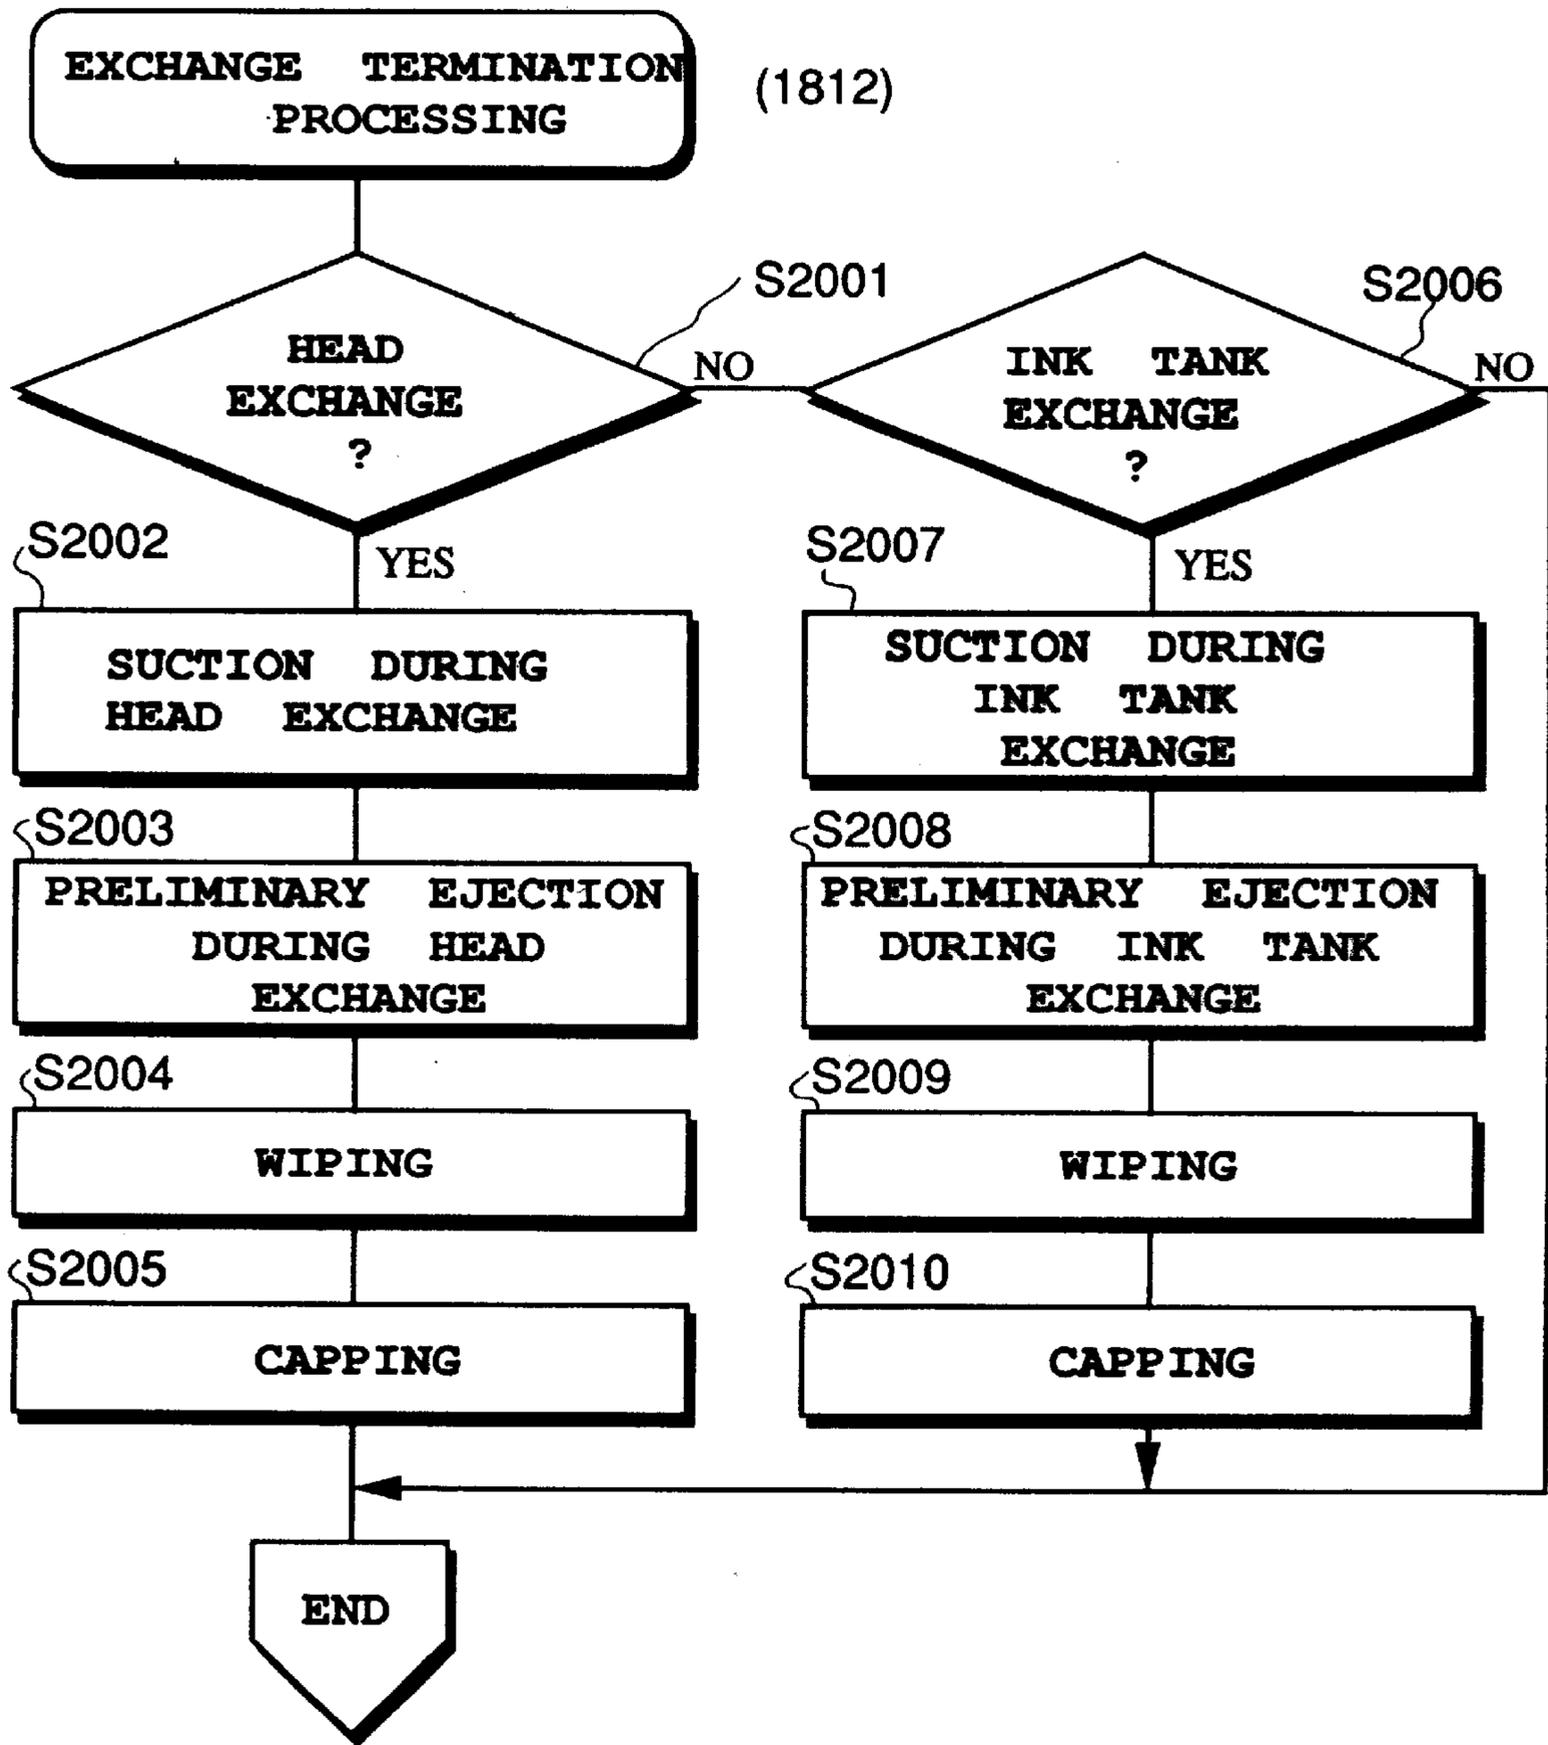 EXCHANGE TERMINATION
PROCESSING
(1812)
S2001
HEAD
EXCHANGE
?
NO
YES
S2002
SUCTION DURING
HEAD EXCHANGE
S2003
PRELIMINARY EJECTION
DURING HEAD
EXCHANGE
S2004
WIPING
S2005
CAPPING
S2006
INK TANK
EXCHANGE
?
NO
YES
S2007
SUCTION DURING
INK TANK
EXCHANGE
S2008
PRELIMINARY EJECTION
DURING INK TANK
EXCHANGE
S2009
WIPING
S2010
CAPPING
END